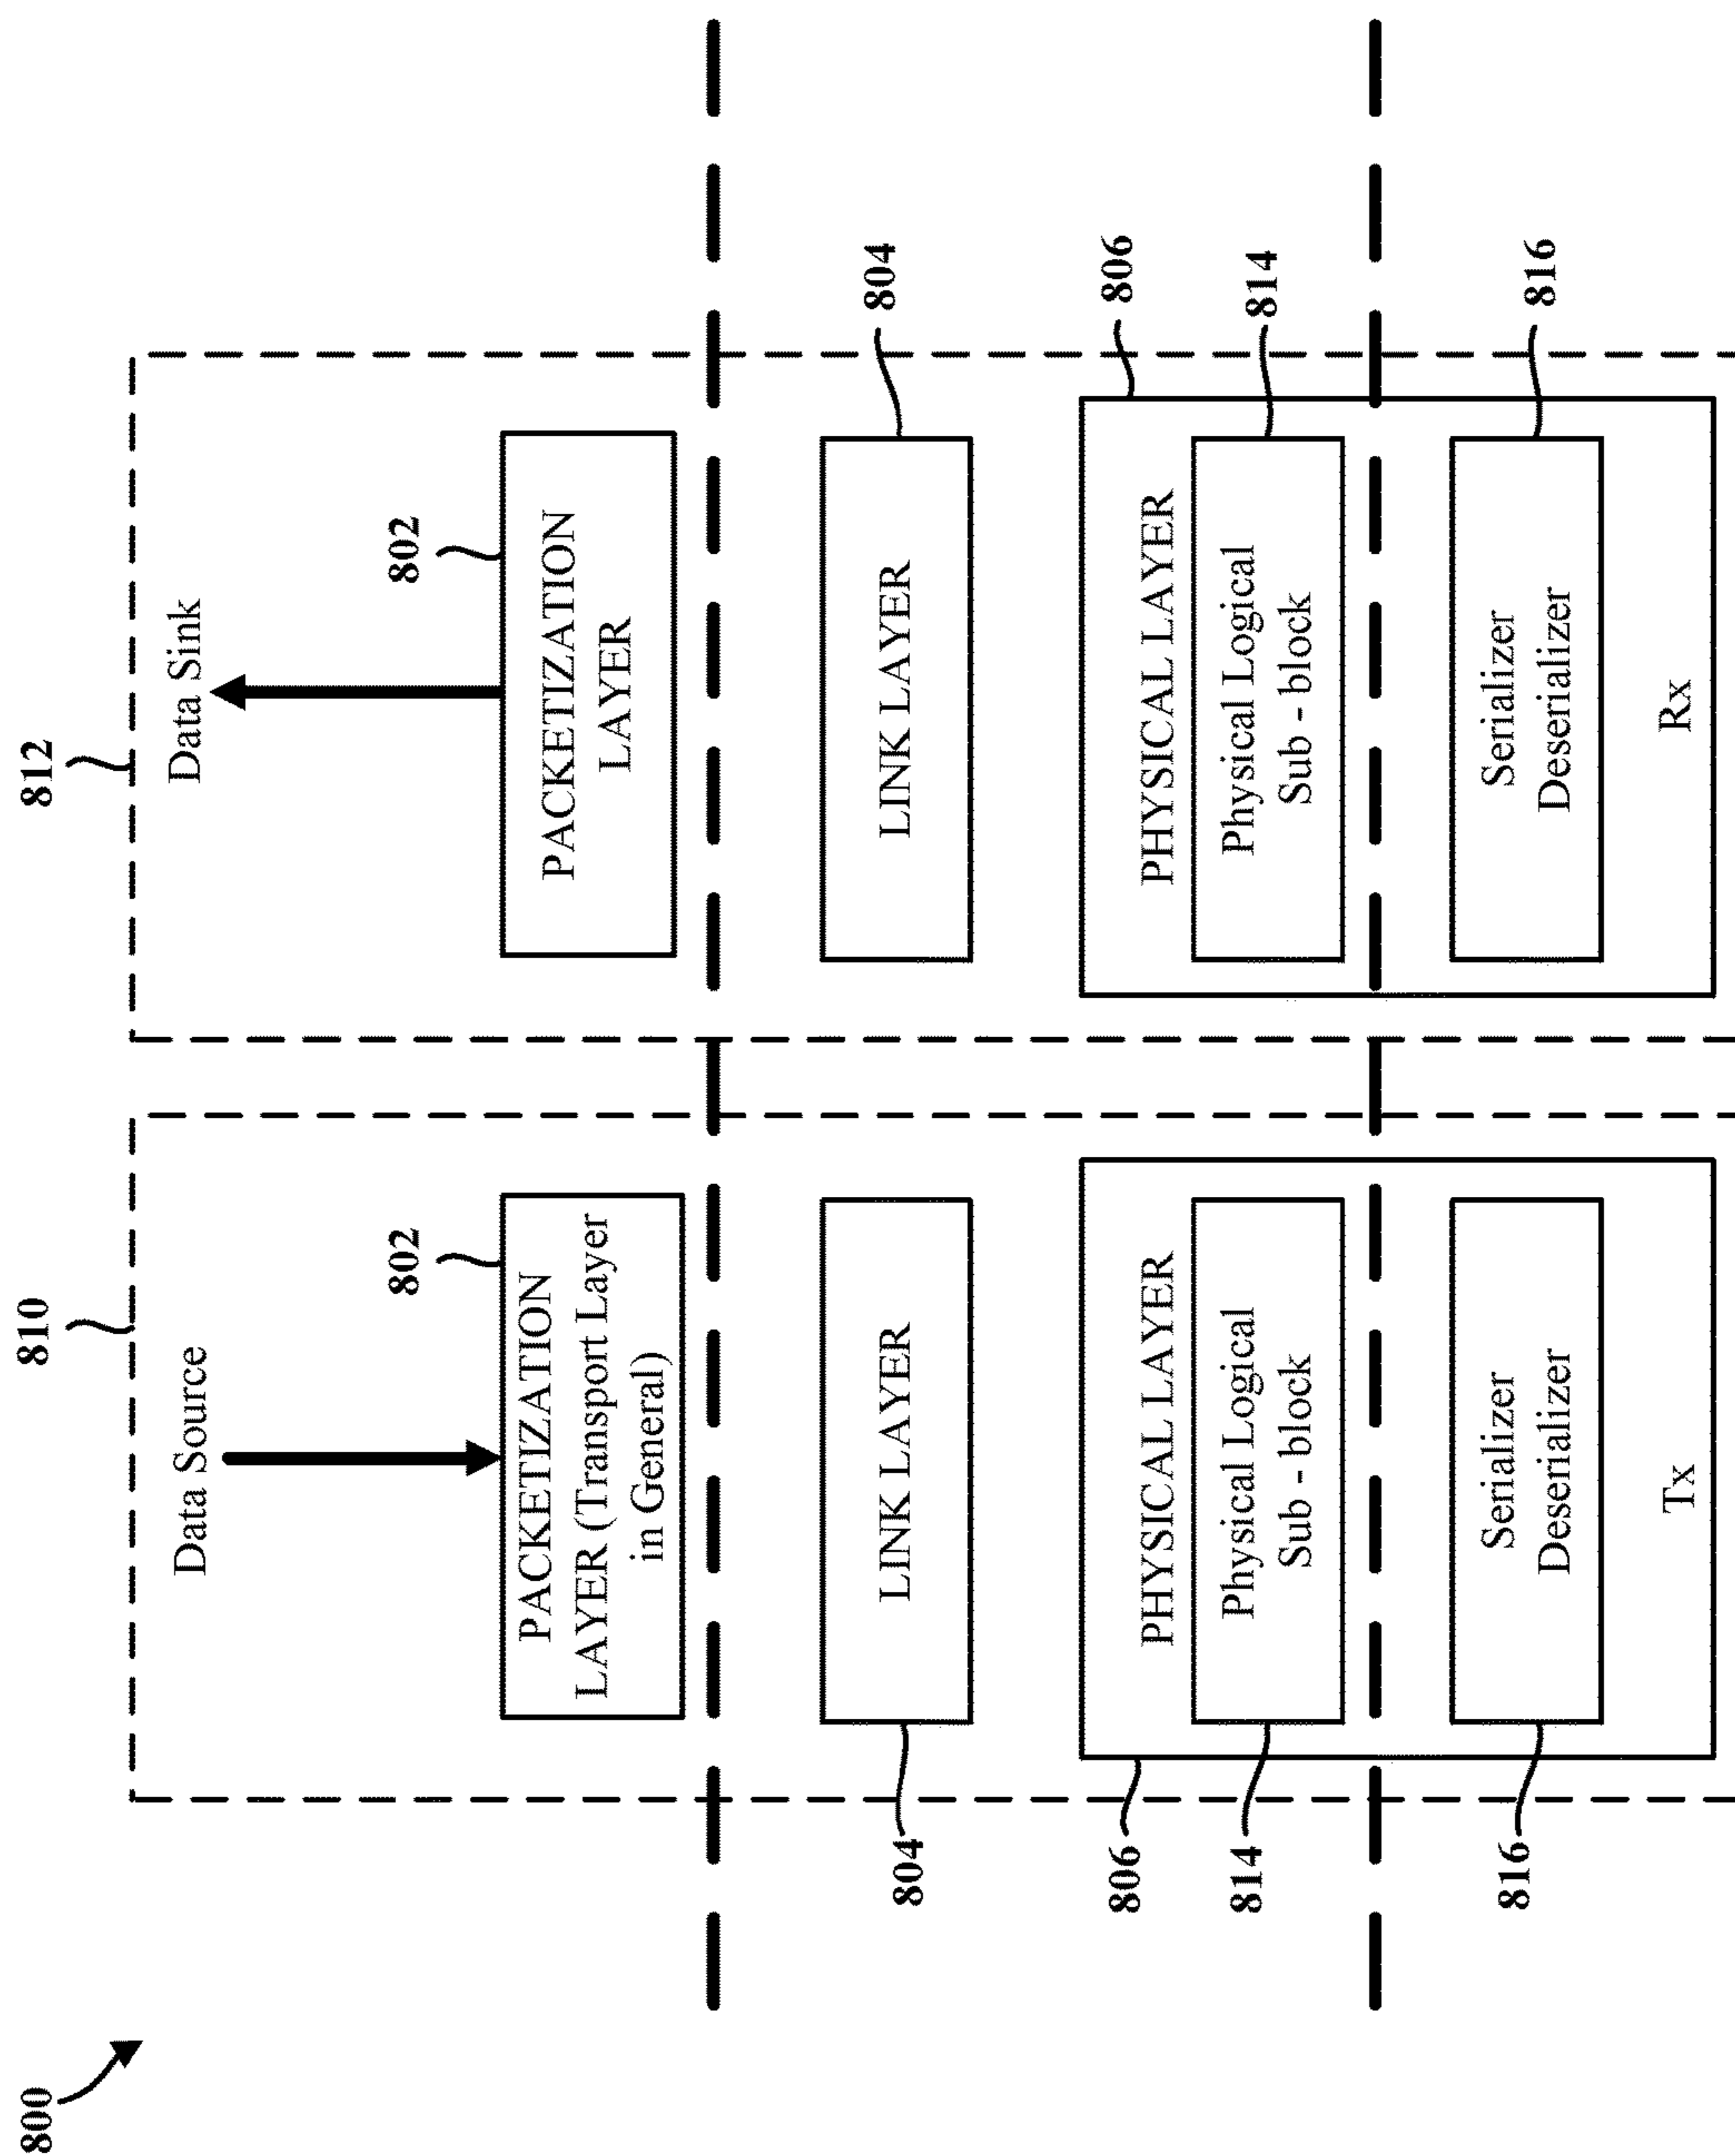 800
810
812
Data Source
Data Sink
802
802
PACKETIZATION
LAYER (Transport Layer
in General)
PACKETIZATION
LAYER
804
LINK LAYER
LINK LAYER
804
806
PHYSICAL LAYER
PHYSICAL LAYER
806
814
Physical Logical
Sub - block
Physical Logical
Sub - block
814
816
Serializer
Deserializer
Serializer
Deserializer
816
Tx
Rx